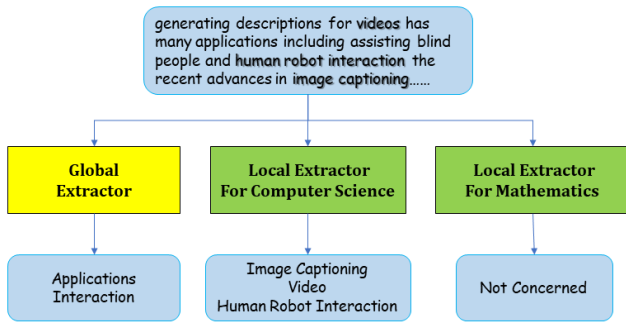 generating descriptions for videos has
many applications including assisting blind
people and human robot interaction the
recent advances in image captioning......
Global
Extractor
Local Extractor
For Computer Science
Local Extractor
For Mathematics
Applications
Interaction
Image Captioning
Video
Human Robot Interaction
Not Concerned